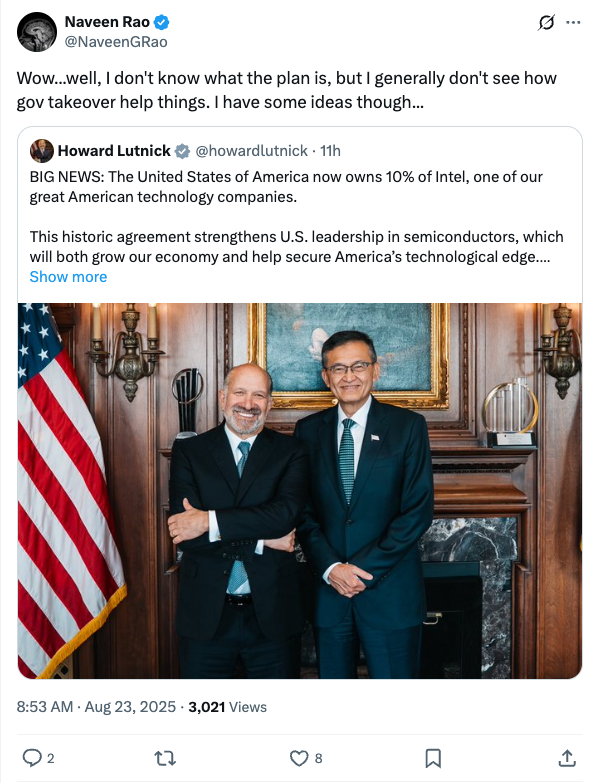 Naveen Rao
@NaveenGRao
Wow...well, I don't know what the plan is, but I generally don't see how
gov takeover help things. I have some ideas though...
Howard Lutnick @howardlutnick · 11h
BIG NEWS: The United States of America now owns 10% of Intel, one of our
great American technology companies.
This historic agreement strengthens U.S. leadership in semiconductors, which
will both grow our economy and help secure America’s technological edge....
Show more
8:53 AM · Aug 23, 2025 · 3,021 Views
2
8